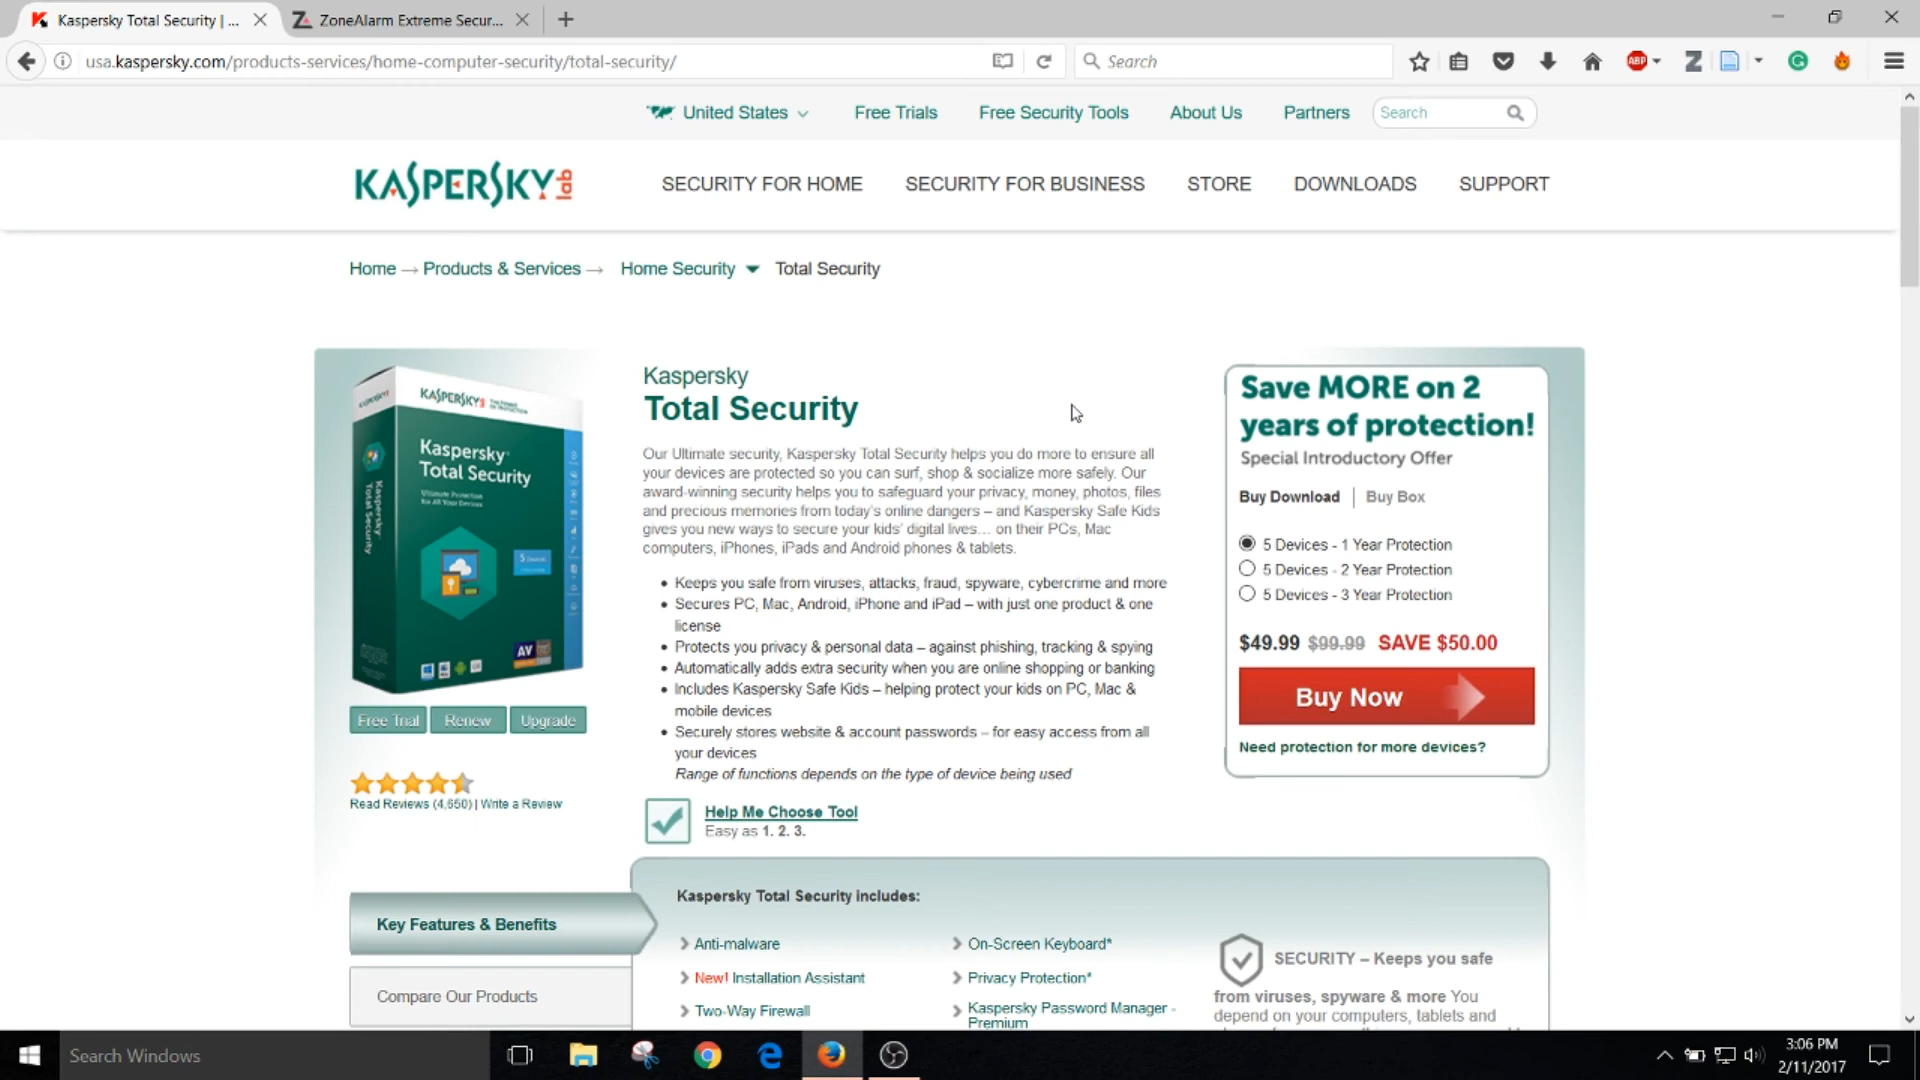 Kaspersky Total Security | ...
ZoneAlarm Extreme Secur...
usa.kaspersky.com/products-services/home-computer-security/total-security/
Search
ABP
United States
Free Trials
Free Security Tools
About Us
Partners
Search
KASPERSKY lab
SECURITY FOR HOME
SECURITY FOR BUSINESS
STORE
DOWNLOADS
SUPPORT
Home → Products & Services → Home Security Total Security
KASPERSKY
Kaspersky
Total Security
Ultimate Protection
for All Your Devices
5 Devices
Kaspersky
Total Security
AV
Free Trial
Renew
Upgrade
Read Reviews (4,650) | Write a Review
Kaspersky
Total Security
Our Ultimate security, Kaspersky Total Security helps you do more to ensure all
your devices are protected so you can surf, shop & socialize more safely. Our
award-winning security helps you to safeguard your privacy, money, photos, files
and precious memories from today's online dangers – and Kaspersky Safe Kids
gives you new ways to secure your kids' digital lives… on their PCs, Mac
computers, iPhones, iPads and Android phones & tablets.
• Keeps you safe from viruses, attacks, fraud, spyware, cybercrime and more
• Secures PC, Mac, Android, iPhone and iPad – with just one product & one
license
• Protects you privacy & personal data – against phishing, tracking & spying
• Automatically adds extra security when you are online shopping or banking
• Includes Kaspersky Safe Kids – helping protect your kids on PC, Mac &
mobile devices
• Securely stores website & account passwords – for easy access from all
your devices
Range of functions depends on the type of device being used
Help Me Choose Tool
Easy as 1. 2. 3.
Save MORE on 2
years of protection!
Special Introductory Offer
Buy Download | Buy Box
5 Devices - 1 Year Protection
5 Devices - 2 Year Protection
5 Devices - 3 Year Protection
$49.99 $99.99 SAVE $50.00
Buy Now
Need protection for more devices?
Key Features & Benefits
Compare Our Products
Kaspersky Total Security includes:
Anti-malware
New! Installation Assistant
Two-Way Firewall
On-Screen Keyboard*
Privacy Protection*
Kaspersky Password Manager -
Premium
SECURITY – Keeps you safe
from viruses, spyware & more You
depend on your computers, tablets and
Search Windows
3:06 PM
2/11/2017